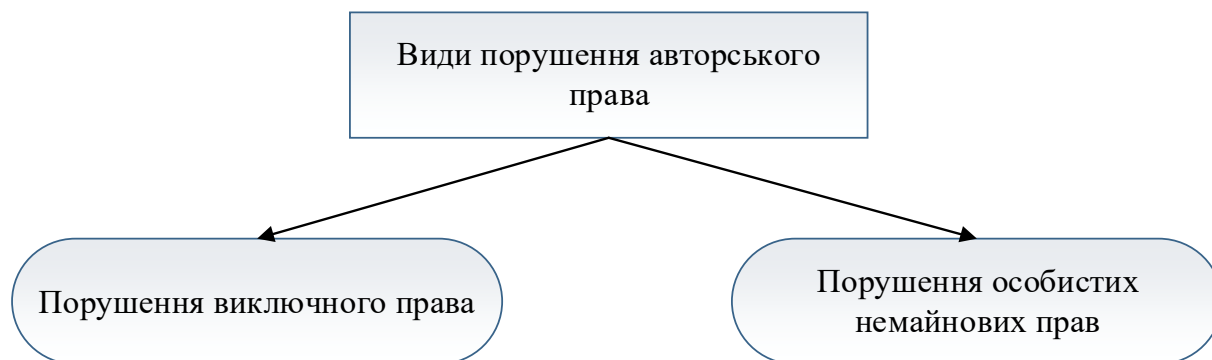 Види порушення авторського
права
Порушення виключного права
Порушення особистих
немайнових прав